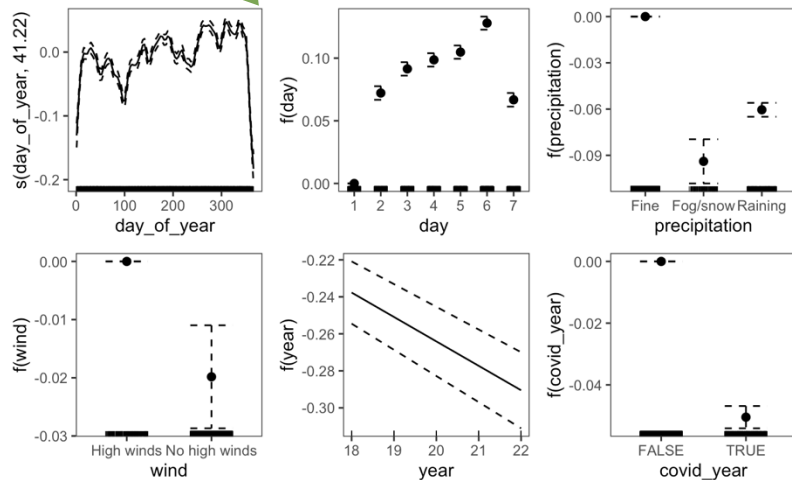 s(day_of_year, 41.22)
0.0
-0.1
-0.2
0
100
200
300
day_of_year
f(day)
0.10
0.05
0.00
1 2 3 4 5 6 7
day
f(precipitation)
0.00
-0.03
-0.06
-0.09
Fine Fog/snow Raining
precipitation
f(wind)
0.00
-0.01
-0.02
-0.03
High winds No high winds
wind
f(year)
-0.22
-0.24
-0.26
-0.28
-0.30
18 19 20 21 22
year
f(covid_year)
0.00
-0.02
-0.04
FALSE TRUE
covid_year